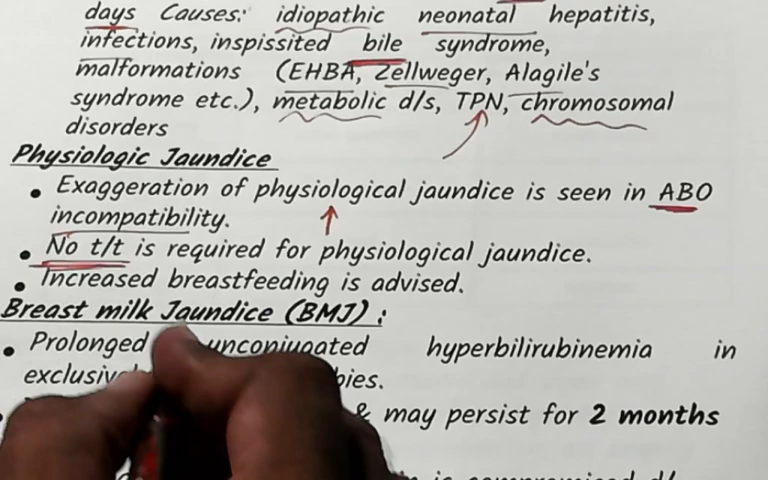 days Causes: idiopathic neonatal hepatitis,
infections, inspissited bile syndrome,
malformations (EHBA, Zellweger, Alagile's
syndrome etc.), metabolic d/s, TPN, chromosomal
disorders
Physiologic Jaundice
• Exaggeration of physiological jaundice is seen in ABO
incompatibility.
• No t/t is required for physiological jaundice.
• Increased breastfeeding is advised.
Breast milk Jaundice (BMJ) :
• Prolonged unconjugated hyperbilirubinemia in
& may persist for 2 months